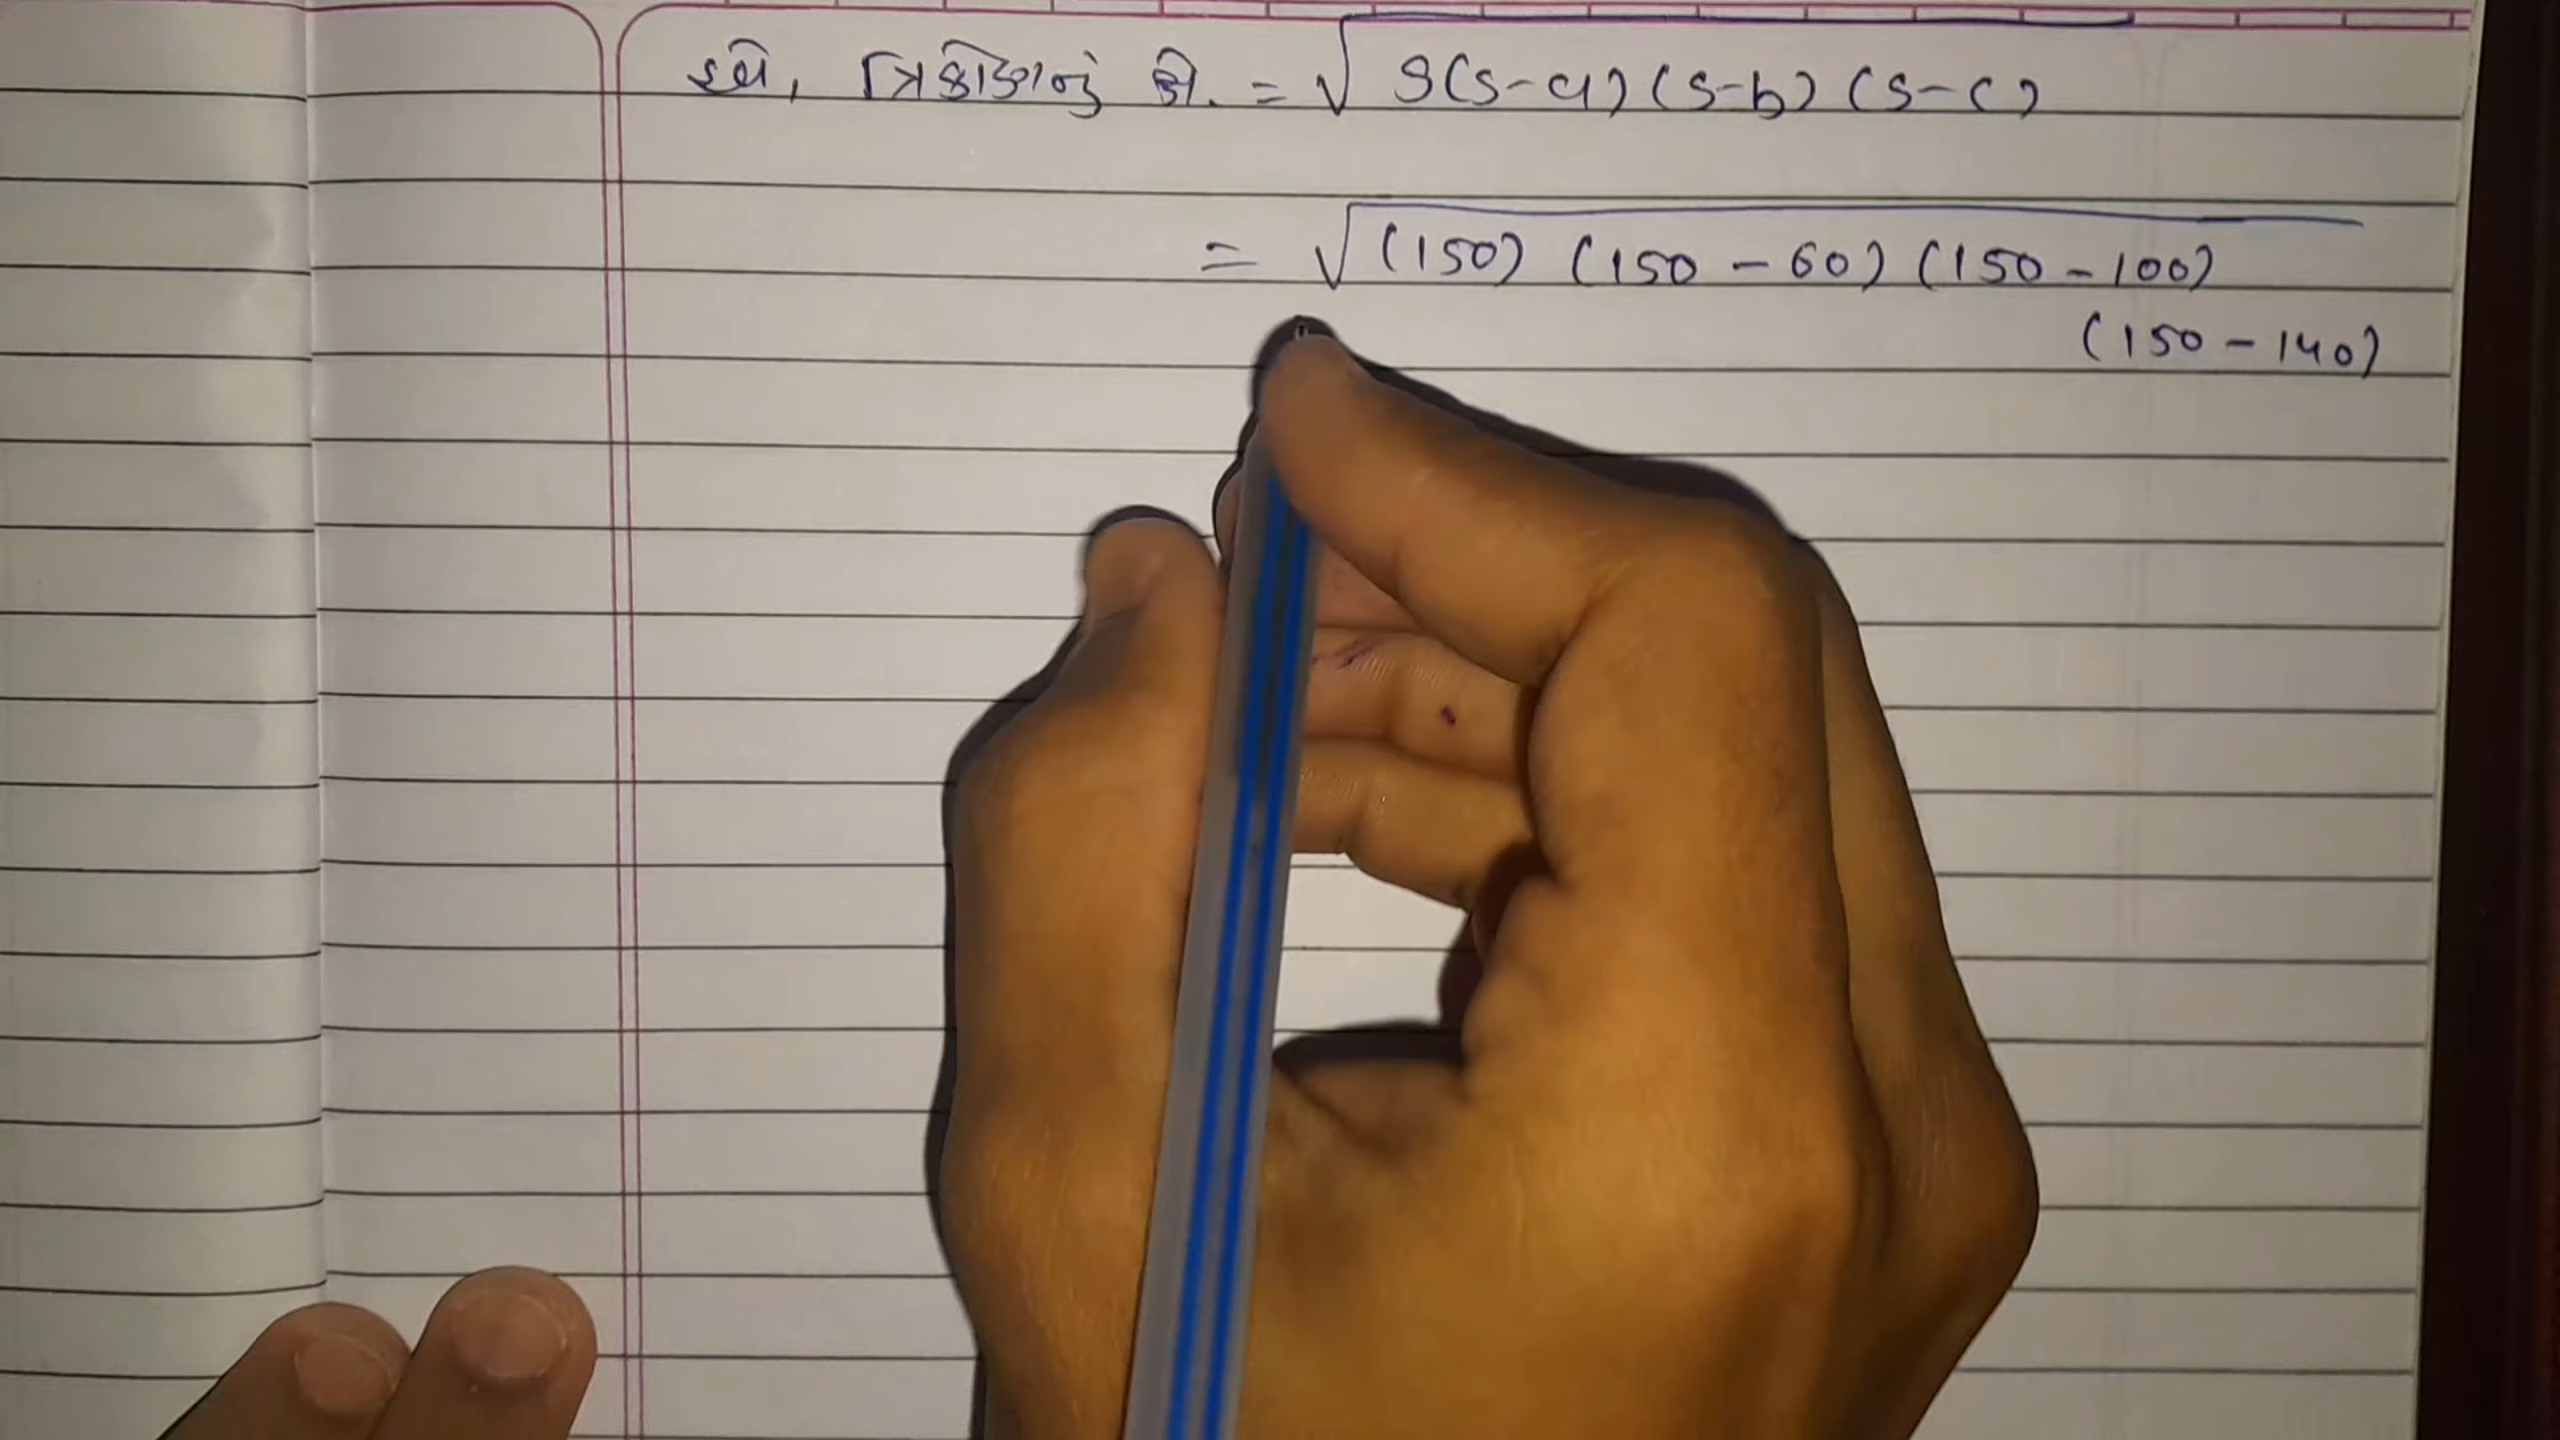 હવે, ત્રિકોણનું ક્ષે. = √ S(S-a) (S-b) (S-c)
= √ (150) (150 - 60) (150 - 100)
(150 - 140)